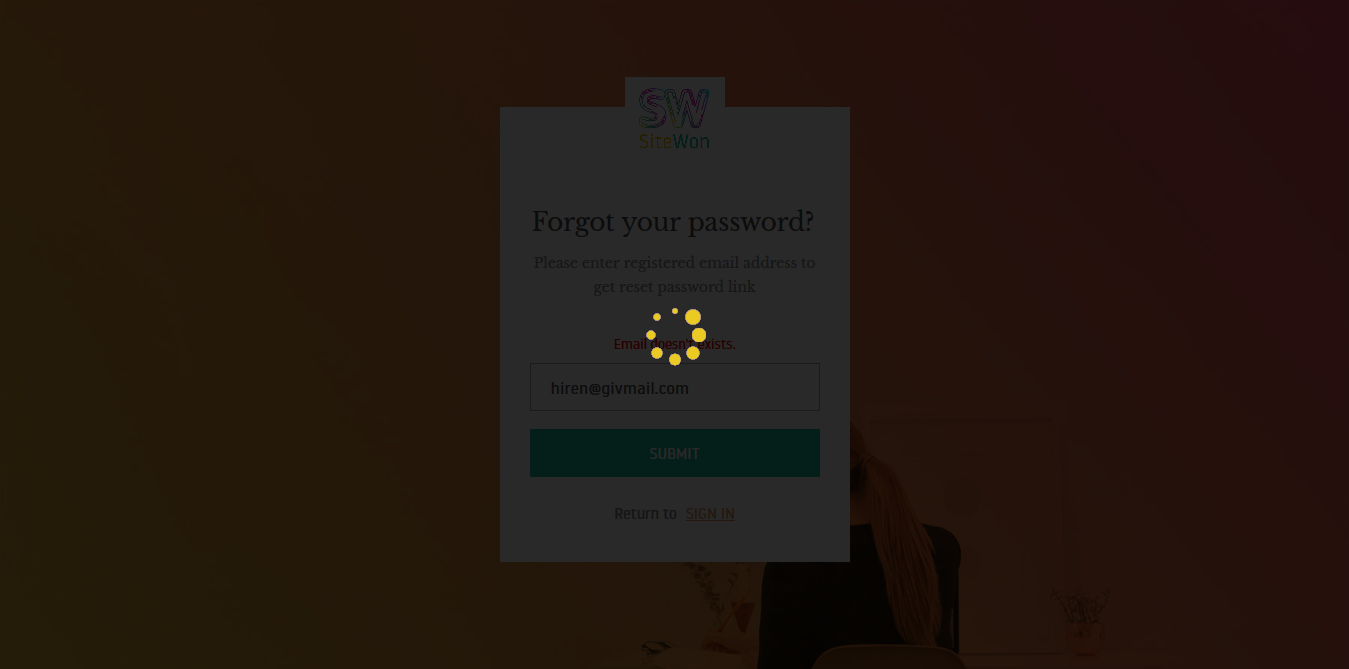 SW
SiteWon
Forgot your password?
Please enter registered email address to
get reset password link
Email doesn't exists.
hiren@givmail.com
SUBMIT
Return to SIGN IN